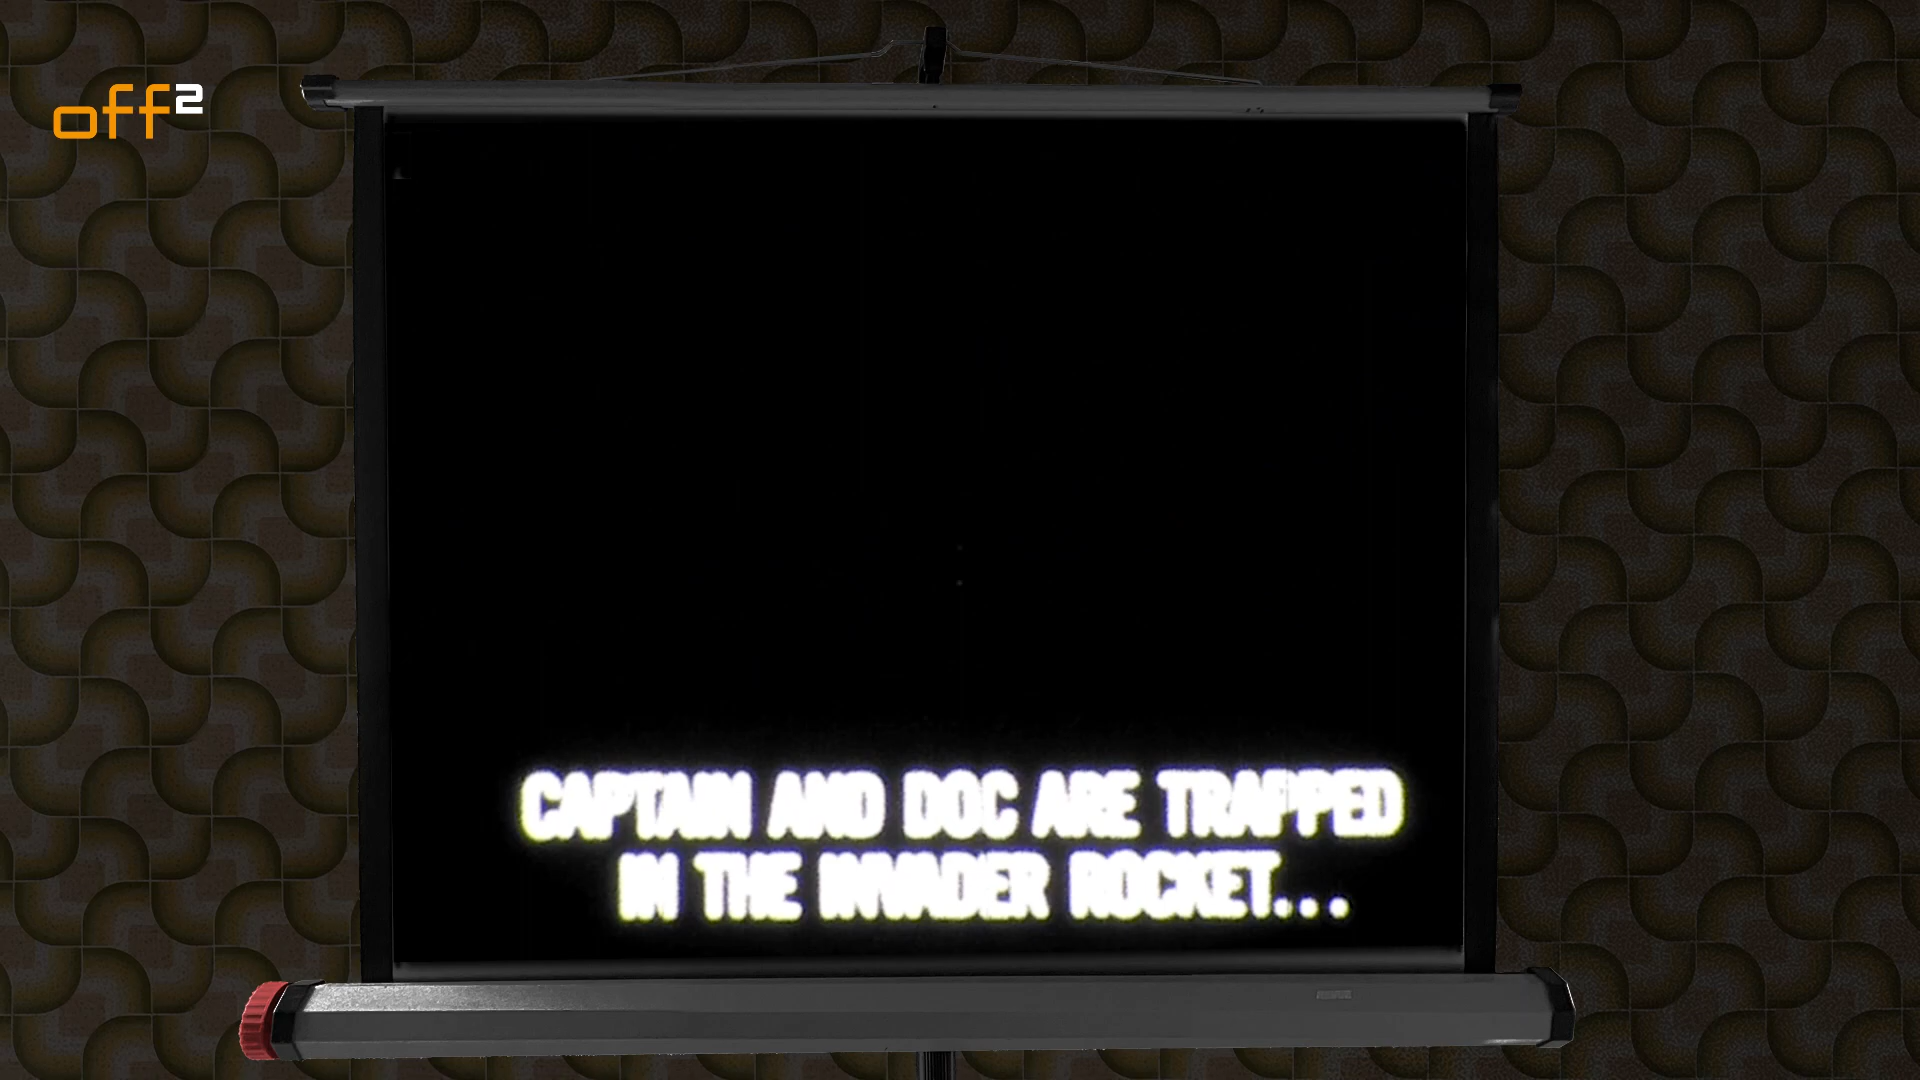 off²
CAPTAIN AND DOC ARE TRAPPED
IN THE INVADER ROCKET...